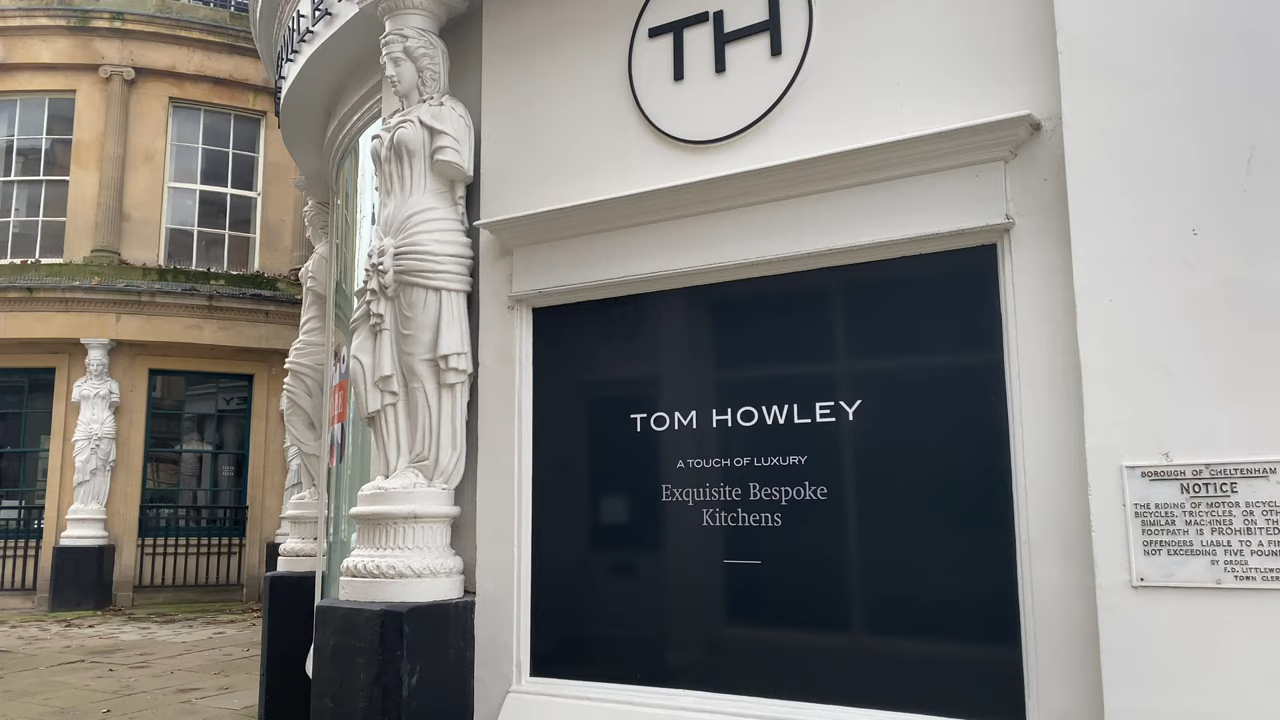 TH
TOM HOWLEY
A TOUCH OF LUXURY
Exquisite Bespoke
Kitchens
BOROUGH OF CHELTENHAM
NOTICE
THE RIDING OF MOTOR BICYCL
BICYCLES, TRICYCLES, OR OTH
SIMILAR MACHINES ON TH
FOOTPATH IS PROHIBITED
OFFENDERS LIABLE TO A FIN
NOT EXCEEDING FIVE POUN
BY ORDER
F.D. LITTLEWO
TOWN CLER